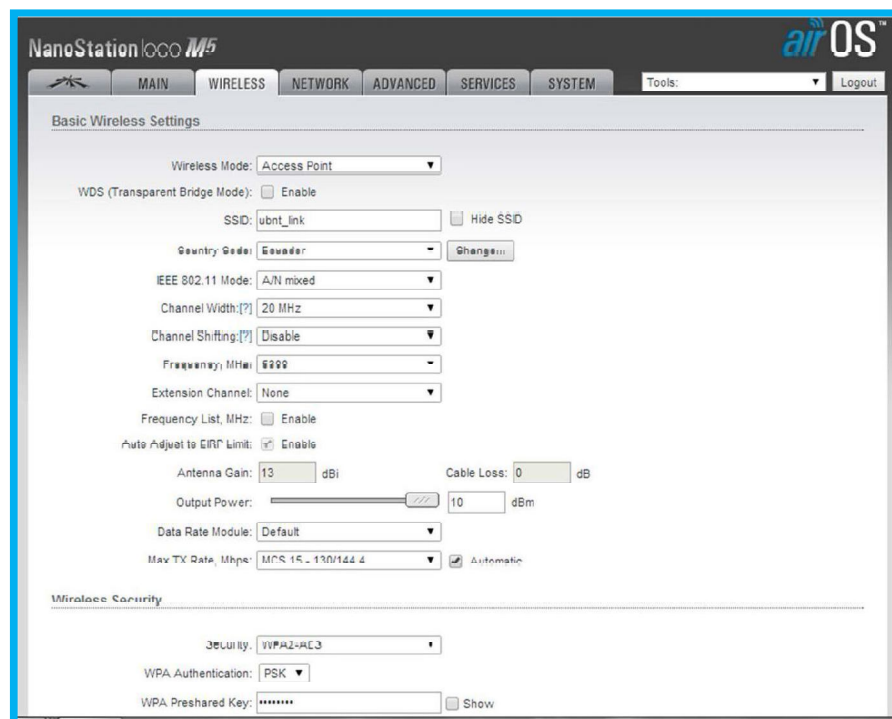 NanoStation loco M5
airOS™
MAIN WIRELESS NETWORK ADVANCED SERVICES SYSTEM Tools: Logout
Basic Wireless Settings
Wireless Mode: Access Point
WDS (Transparent Bridge Mode): Enable
SSID: ubnt_link Hide SSID
Country Code: Ecuador Change...
IEEE 802.11 Mode: A/N mixed
Channel Width:[?] 20 MHz
Channel Shifting:[?] Disable
Frequency, MHz:
Extension Channel: None
Frequency List, MHz: Enable
Auto Adjust to EIRP Limit: Enable
Antenna Gain: 13 dBi Cable Loss: 0 dB
Output Power: 10 dBm
Data Rate Module: Default
Max TX Rate, Mbps: MCS 15 - 130/144.4 Automatic
Wireless Security
Security: WPA2-AES
WPA Authentication: PSK
WPA Preshared Key: •••••••• Show